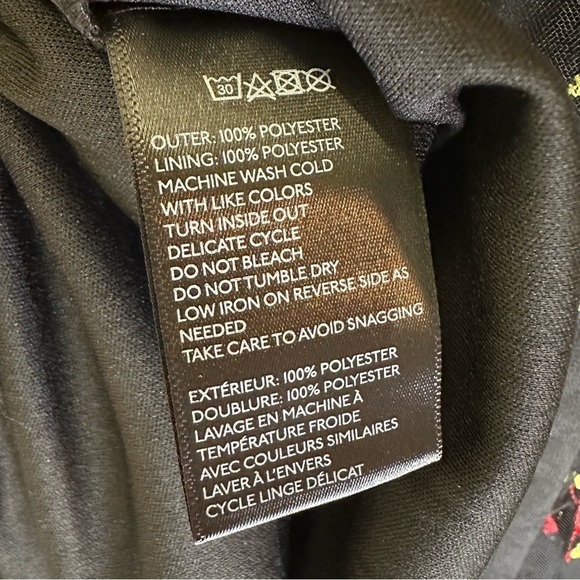 30
OUTER: 100% POLYESTER
LINING: 100% POLYESTER
MACHINE WASH COLD
WITH LIKE COLORS
TURN INSIDE OUT
DELICATE CYCLE
DO NOT BLEACH
DO NOT TUMBLE DRY
LOW IRON ON REVERSE SIDE AS
NEEDED
TAKE CARE TO AVOID SNAGGING
EXTÉRIEUR: 100% POLYESTER
DOUBLURE: 100% POLYESTER
LAVAGE EN MACHINE À
TEMPÉRATURE FROIDE
AVEC COULEURS SIMILAIRES
LAVER À L'ENVERS
CYCLE LINGE DÉLICAT